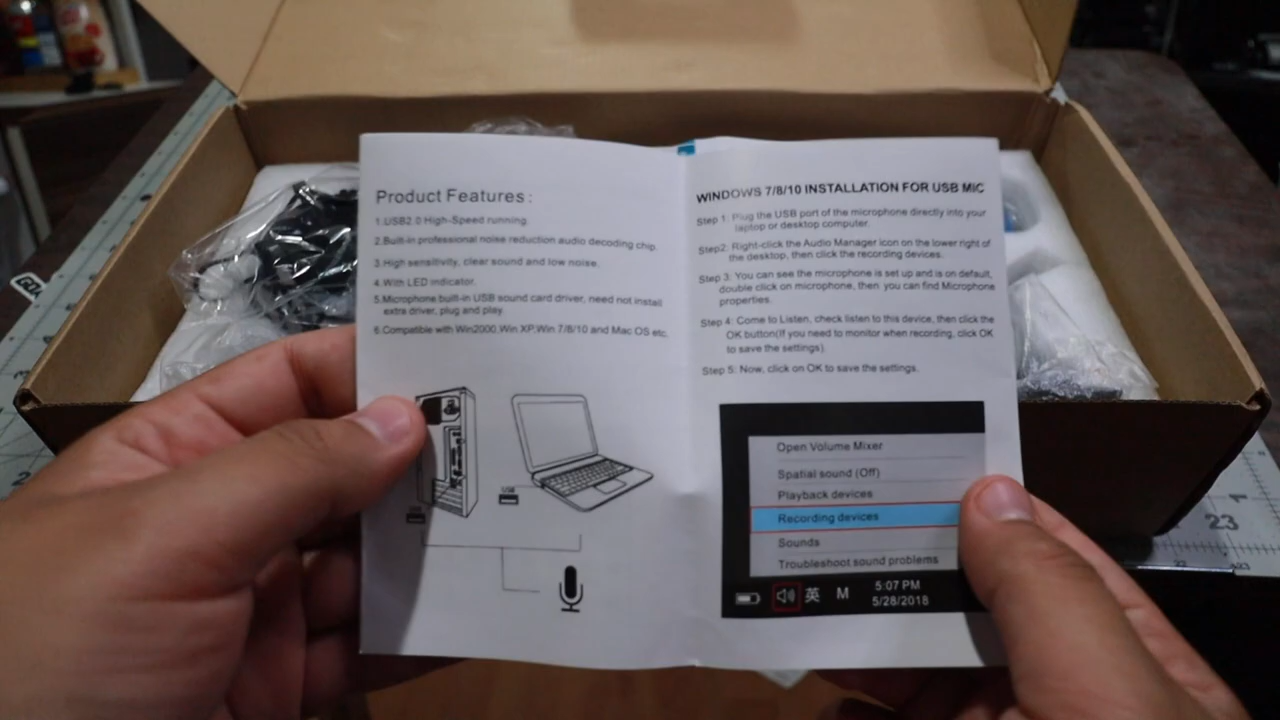 Product Features:
1.USB2.0 High-Speed running.
2.Built-in professional noise reduction audio decoding chip.
3.High sensitivity, clear sound and low noise.
4.With LED indicator.
5.Microphone built-in USB sound card driver, need not install
extra driver, plug and play.
6.Compatible with Win2000,Win XP,Win 7/8/10 and Mac OS etc.
USB
WINDOWS 7/8/10 INSTALLATION FOR USB MIC
Step 1: Plug the USB port of the microphone directly into your
laptop or desktop computer.
Step2: Right-click the Audio Manager icon on the lower right of
the desktop, then click the recording devices.
Step 3: You can see the microphone is set up and is on default,
double click on microphone, then you can find Microphone
properties.
Step 4: Come to Listen, check listen to this device, then click the
OK button(If you need to monitor when recording, click OK
to save the settings).
Step 5: Now, click on OK to save the settings.
Open Volume Mixer
Spatial sound (Off)
Playback devices
Recording devices
Sounds
Troubleshoot sound problems
英 M 5:07 PM
5/28/2018
23